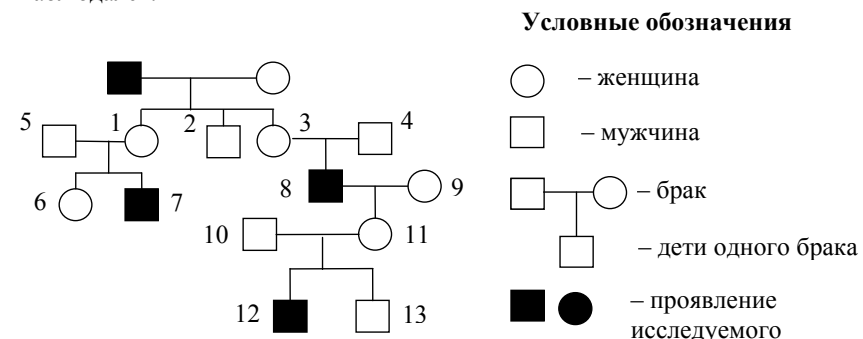 Условные обозначения
– женщина
– мужчина
– брак
– дети одного брака
– проявление
исследуемого
5 1 2 3 4
6 7 8 9
10 11
12 13